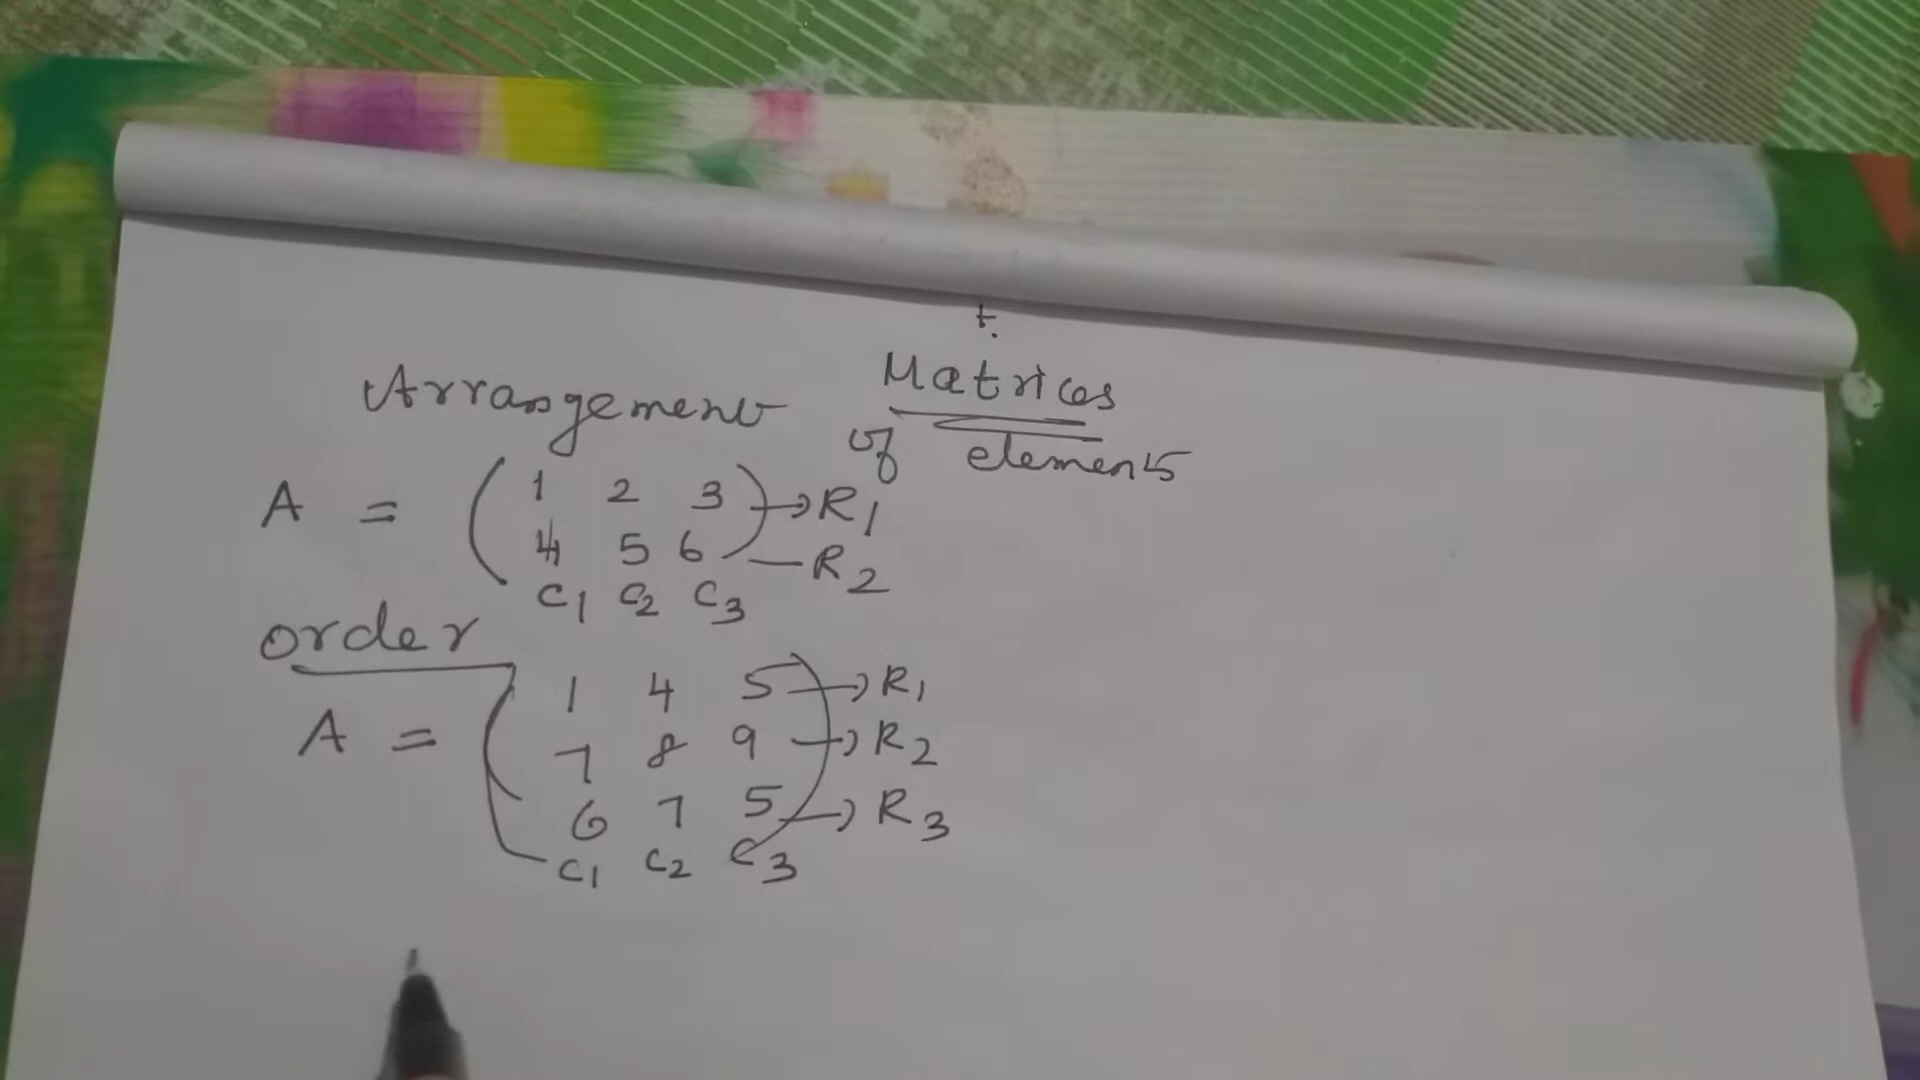 t.
Matrices
Arrangement of elements
A = ( 1 2 3 ) → R1
4 5 6 — R2
C1 C2 C3
order
A = ( 1 4 5 ) → R1
7 8 9 → R2
6 7 5 → R3
C1 C2 C3